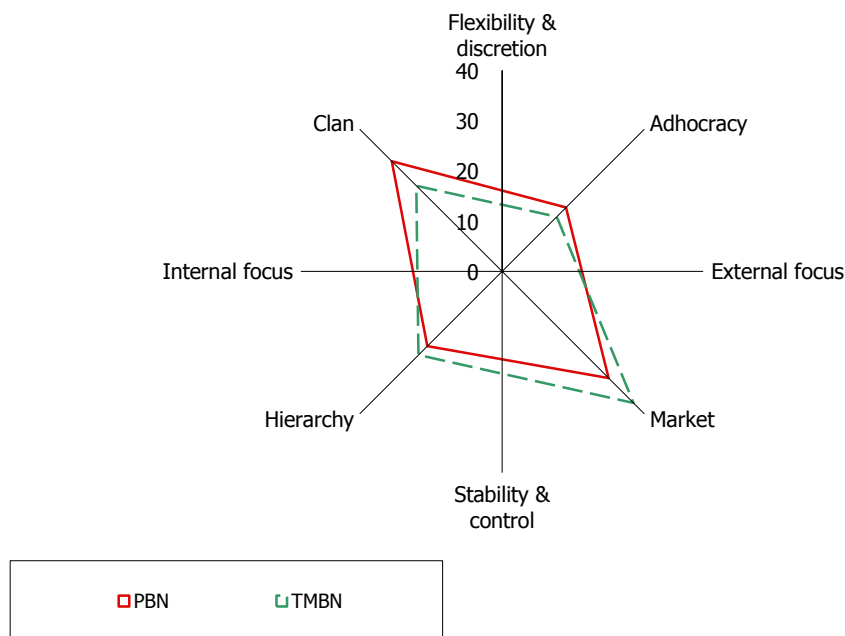 Flexibility &
discretion
40
30
20
10
0
Clan
Adhocracy
Internal focus
External focus
Hierarchy
Market
Stability &
control
PBN
TMBN